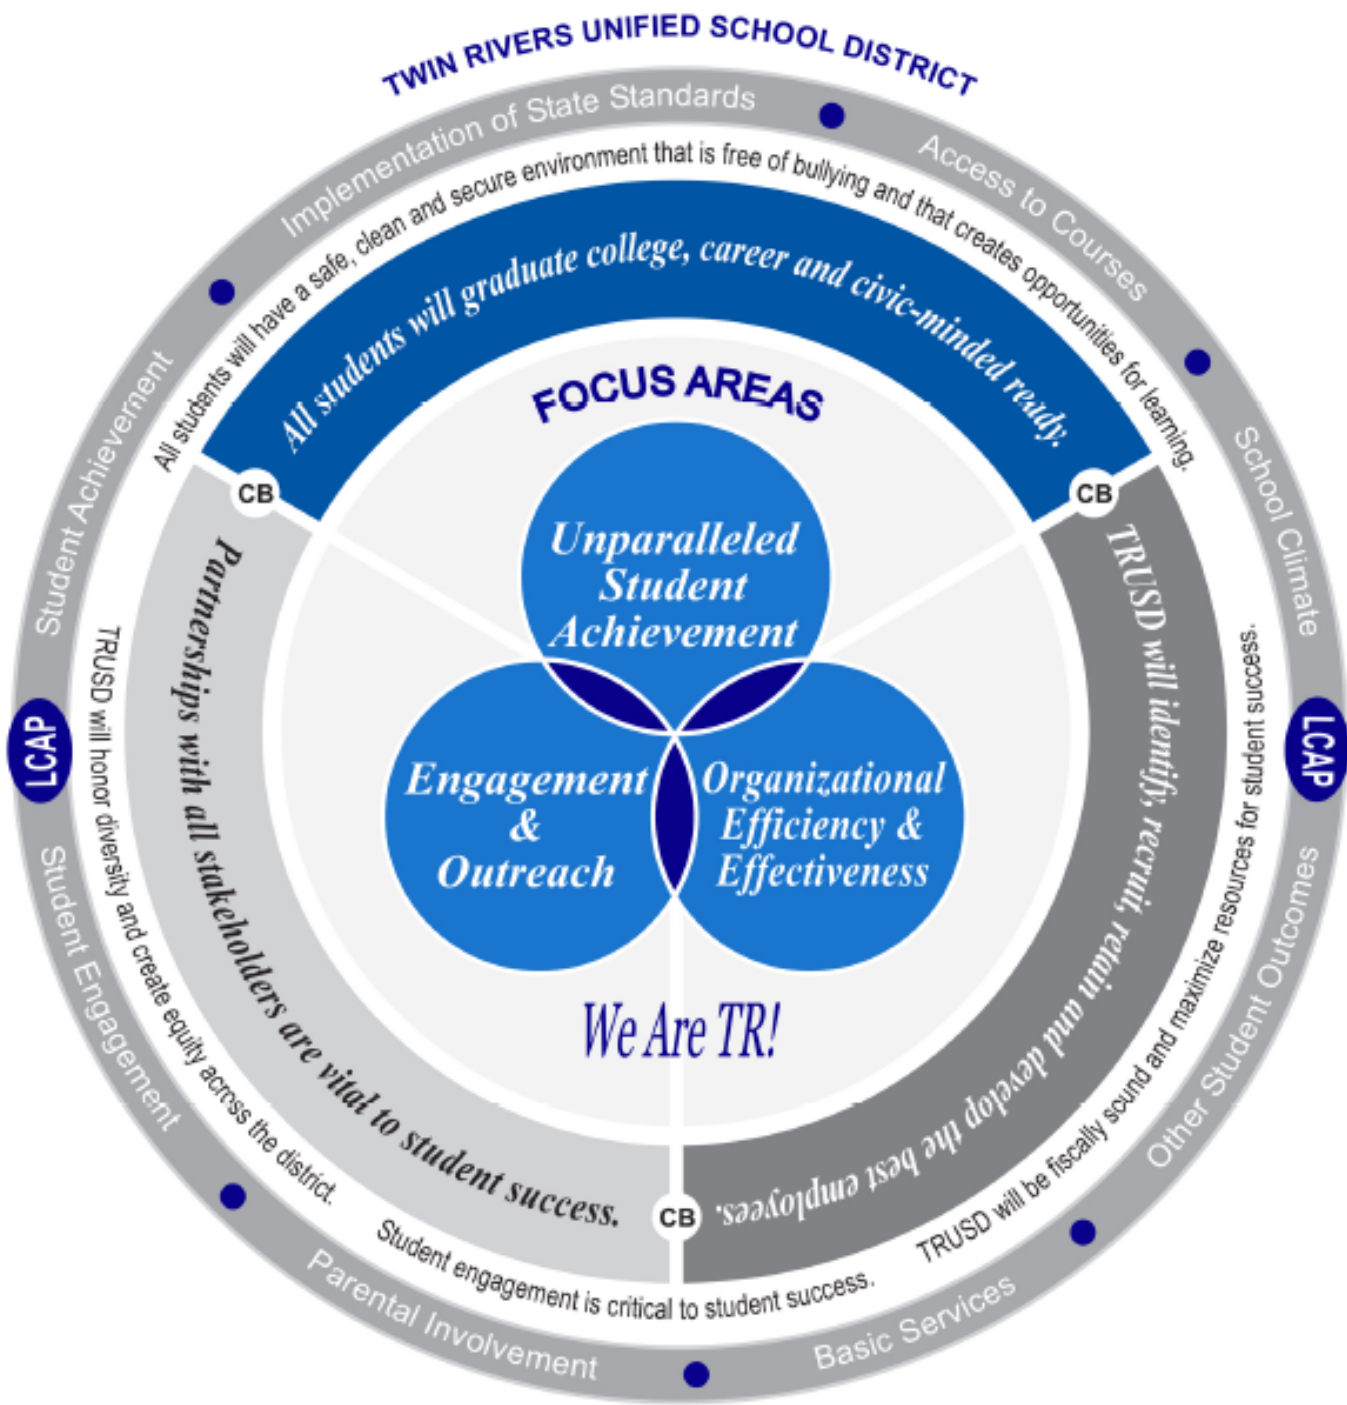 TWIN RIVERS UNIFIED SCHOOL DISTRICT
Implementation of State Standards
Access to Courses
School Climate
LCAP
Other Student Outcomes
Basic Services
Parental Involvement
Student Engagement
LCAP
Student Achievement
All students will have a safe, clean and secure environment that is free of bullying and that creates opportunities for learning.
TRUSD will be fiscally sound and maximize resources for student success.
Student engagement is critical to student success.
TRUSD will honor diversity and create equity across the district.
All students will graduate college, career and civic-minded ready.
CB
TRUSD will identify, recruit, retain and develop the best employees.
CB
Partnerships with all stakeholders are vital to student success.
CB
FOCUS AREAS
Unparalleled
Student
Achievement
Engagement
&
Outreach
Organizational
Efficiency &
Effectiveness
We Are TR!